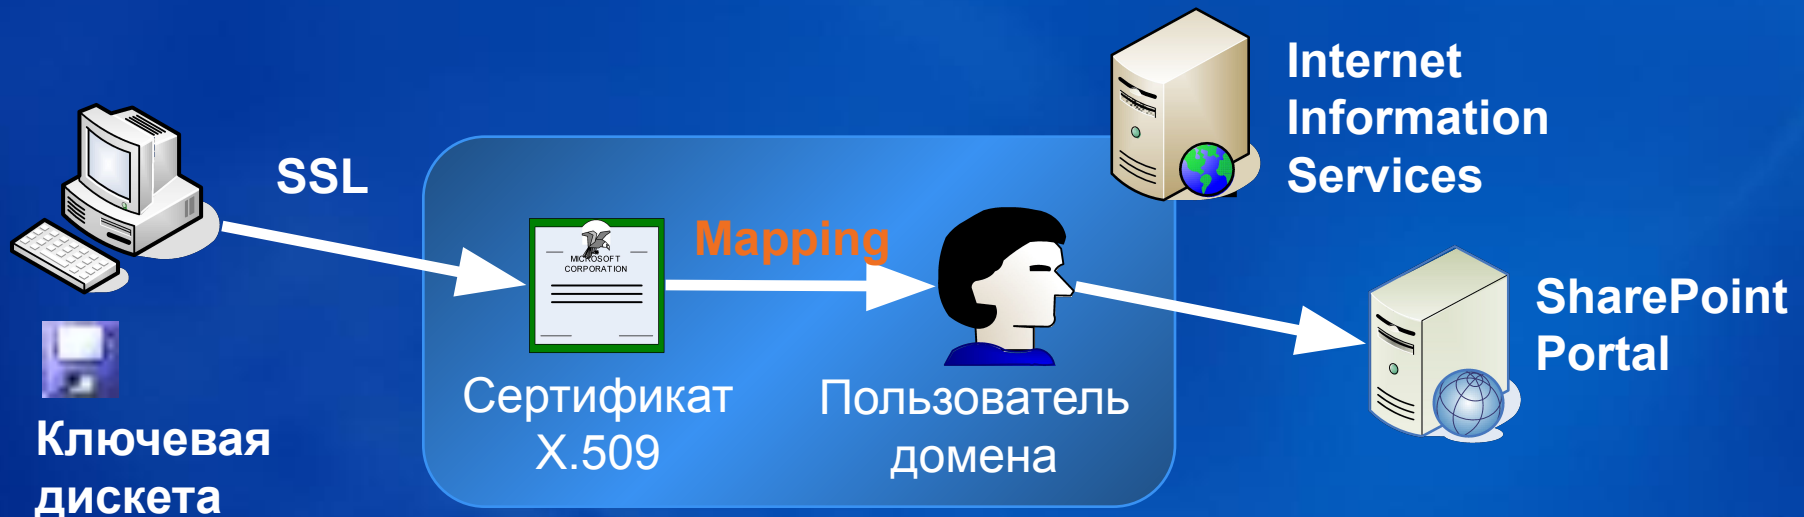 Internet
Information
Services
SSL
Mapping
MICROSOFT
CORPORATION
SharePoint
Portal
Сертификат
X.509
Пользователь
домена
Ключевая
дискета